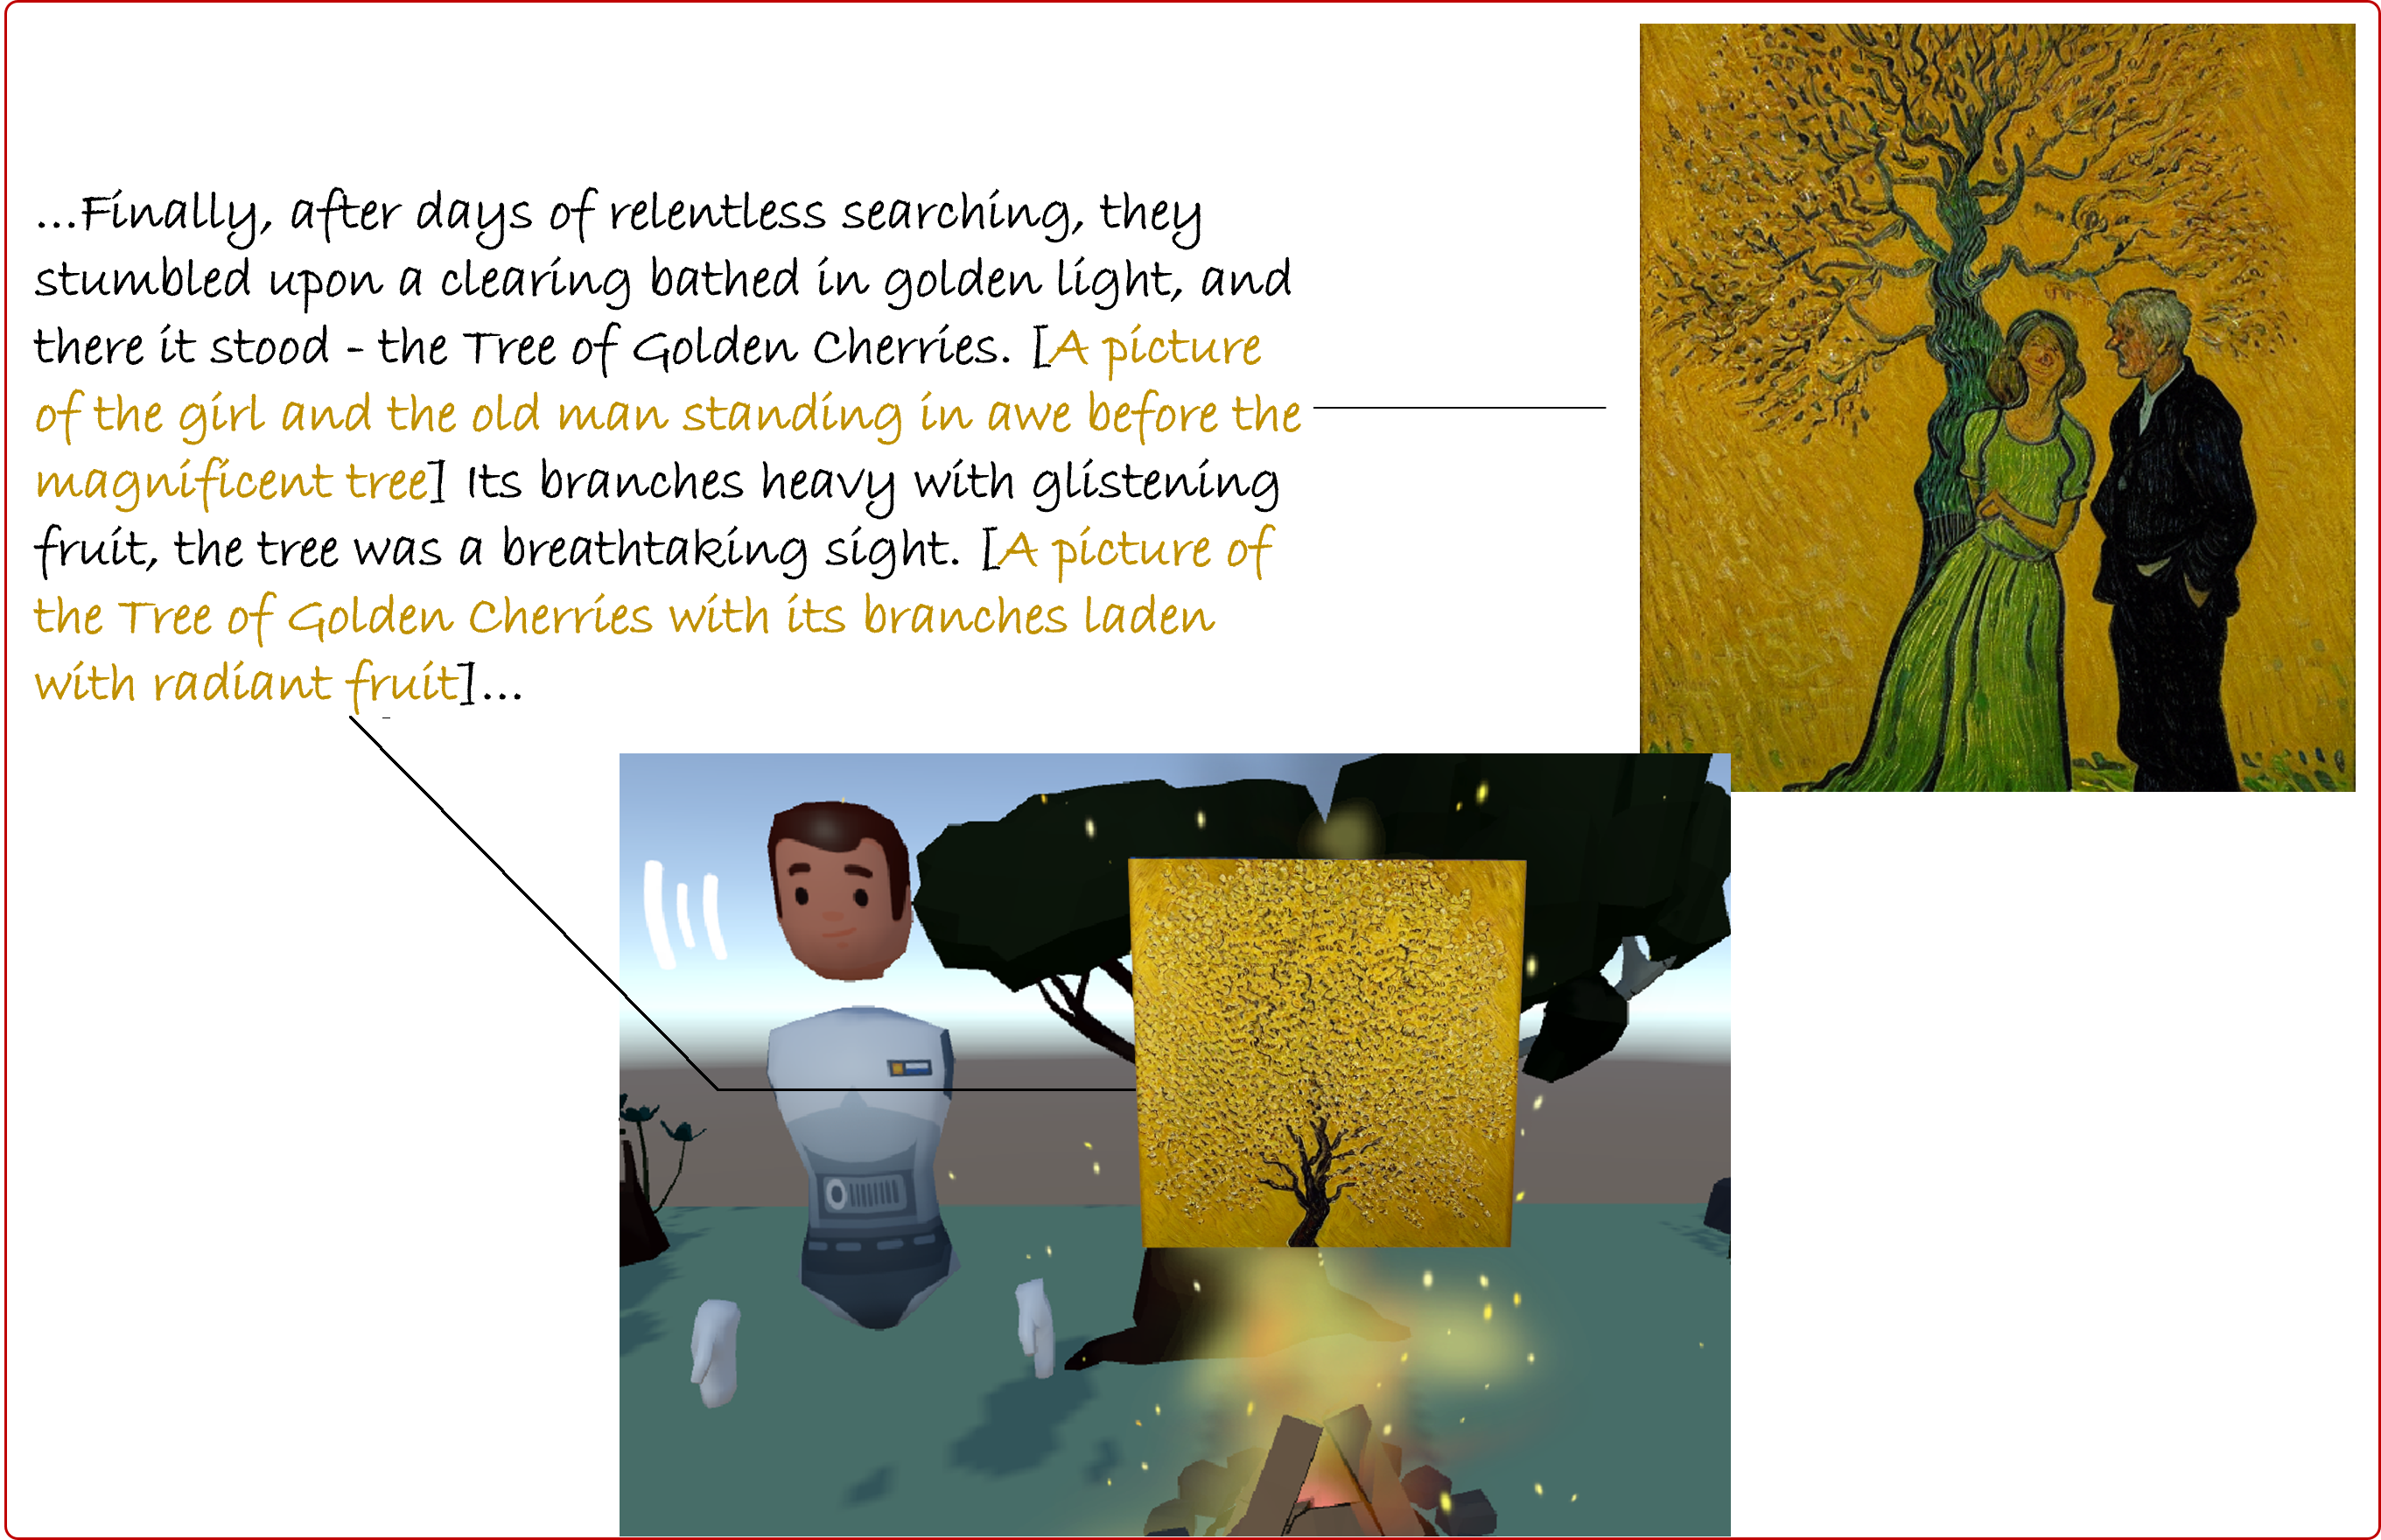 ...Finally, after days of relentless searching, they
stumbled upon a clearing bathed in golden light, and
there it stood - the Tree of Golden Cherries. [A picture
of the girl and the old man standing in awe before the
magnificent tree] Its branches heavy with glistening
fruit, the tree was a breathtaking sight. [A picture of
the Tree of Golden Cherries with its branches laden
with radiant fruit]...